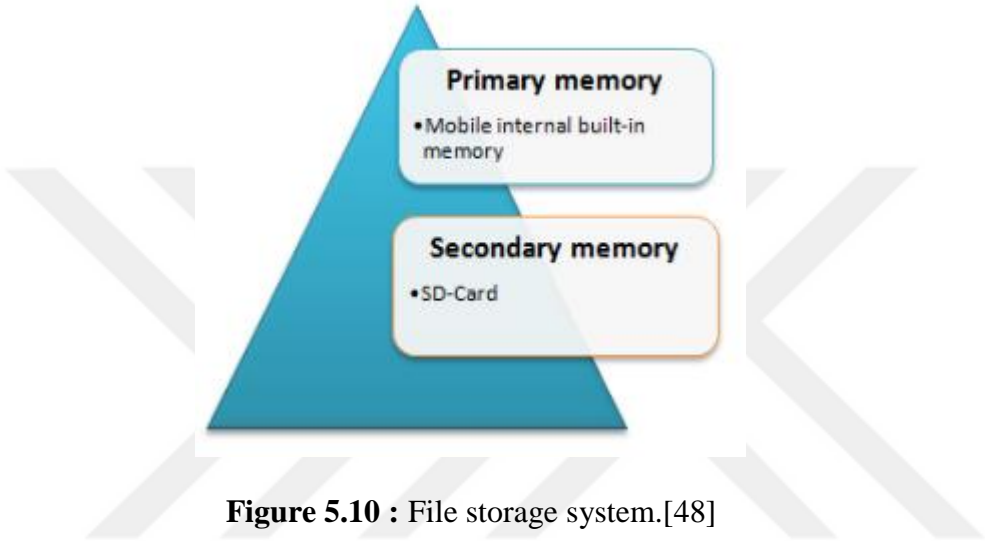 Primary memory
•Mobile internal built-in
memory
Secondary memory
•SD-Card
Figure 5.10 : File storage system.[48]